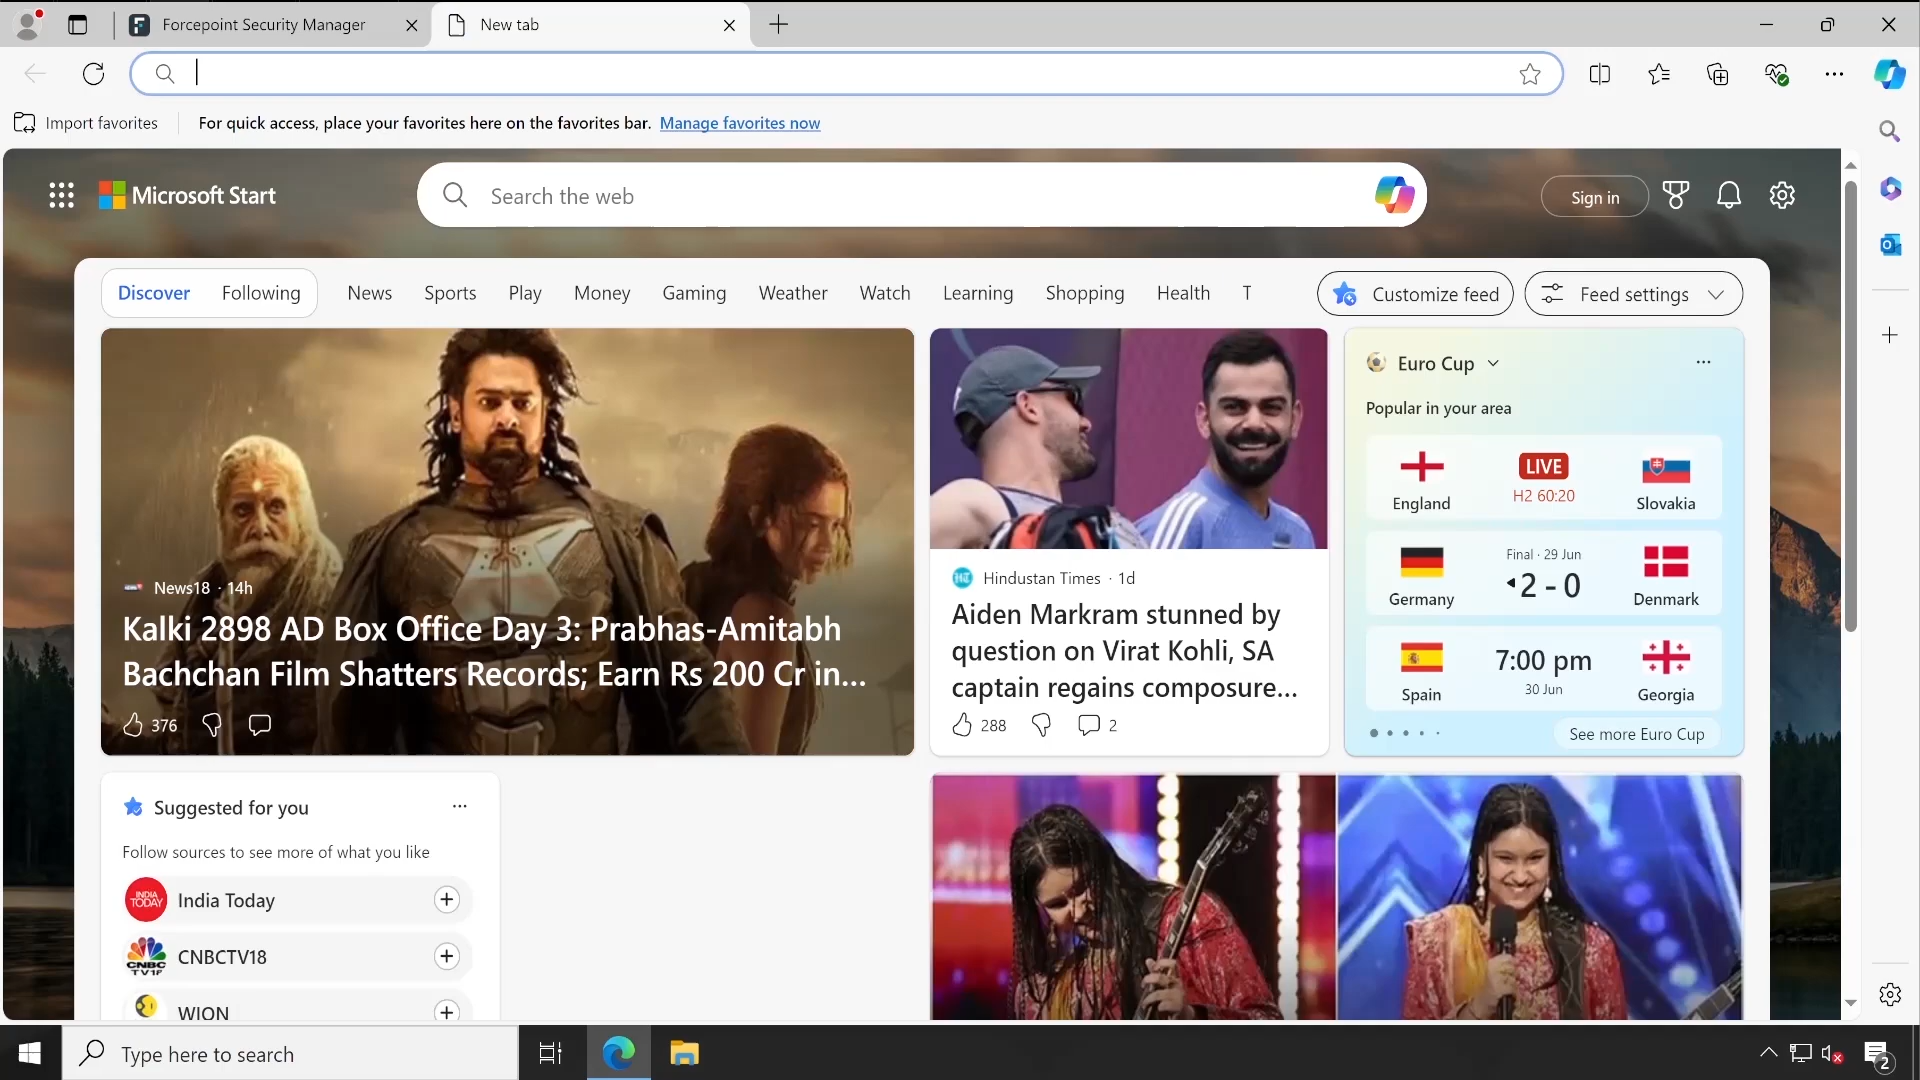 Forcepoint Security Manager
New tab
Import favorites
For quick access, place your favorites here on the favorites bar. Manage favorites now
Microsoft Start
Search the web
Sign in
Discover
Following
News
Sports
Play
Money
Gaming
Weather
Watch
Learning
Shopping
Health
T
Customize feed
Feed settings
News18 · 14h
Kalki 2898 AD Box Office Day 3: Prabhas-Amitabh
Bachchan Film Shatters Records; Earn Rs 200 Cr in...
376
HT
Hindustan Times · 1d
Aiden Markram stunned by
question on Virat Kohli, SA
captain regains composure...
288
2
Euro Cup
Popular in your area
LIVE
H2 60:20
England
Slovakia
Final · 29 Jun
2 - 0
Germany
Denmark
7:00 pm
30 Jun
Spain
Georgia
See more Euro Cup
Suggested for you
Follow sources to see more of what you like
INDIA
TODAY
India Today
CNBC
TV18
CNBCTV18
WION
Type here to search
2